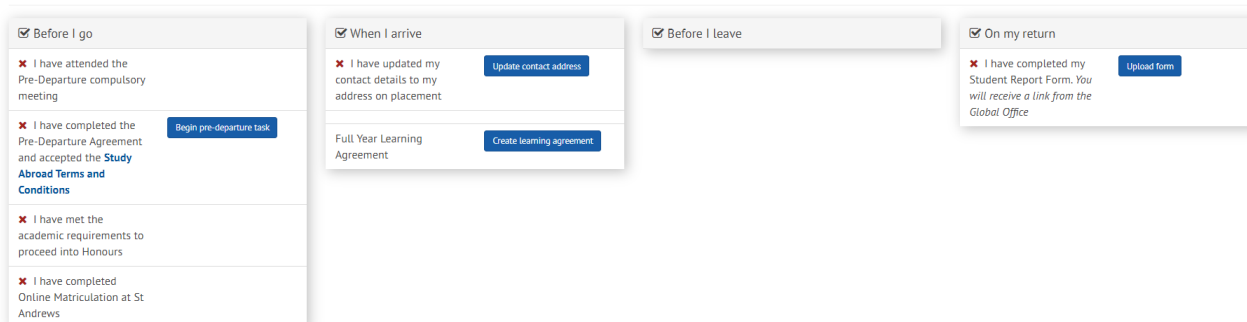 Before I go
I have attended the
Pre-Departure compulsory
meeting
I have completed the
Pre-Departure Agreement
and accepted the Study
Abroad Terms and
Conditions
Begin pre-departure task
I have met the
academic requirements to
proceed into Honours
I have completed
Online Matriculation at St
Andrews
When I arrive
I have updated my
contact details to my
address on placement
Update contact address
Full Year Learning
Agreement
Create learning agreement
Before I leave
On my return
I have completed my
Student Report Form. You
will receive a link from the
Global Office
Upload form